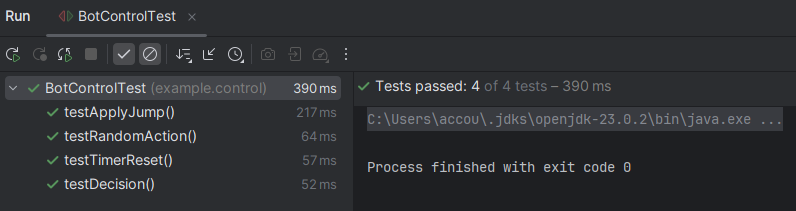 Run BotControlTest
BotControlTest (example.control) 390 ms
testApplyJump() 217 ms
testRandomAction() 64 ms
testTimerReset() 57 ms
testDecision() 52 ms
Tests passed: 4 of 4 tests – 390 ms
C:\Users\accou\.jdks\openjdk-23.0.2\bin\java.exe ...
Process finished with exit code 0